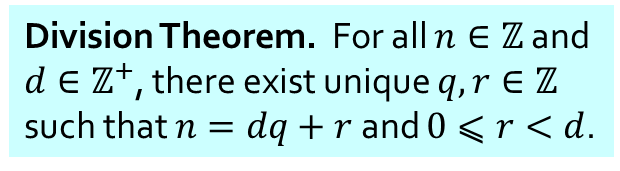 Division Theorem. For all n ∈ ℤ and
d ∈ ℤ⁺, there exist unique q, r ∈ ℤ
such that n = dq + r and 0 ⩽ r < d.